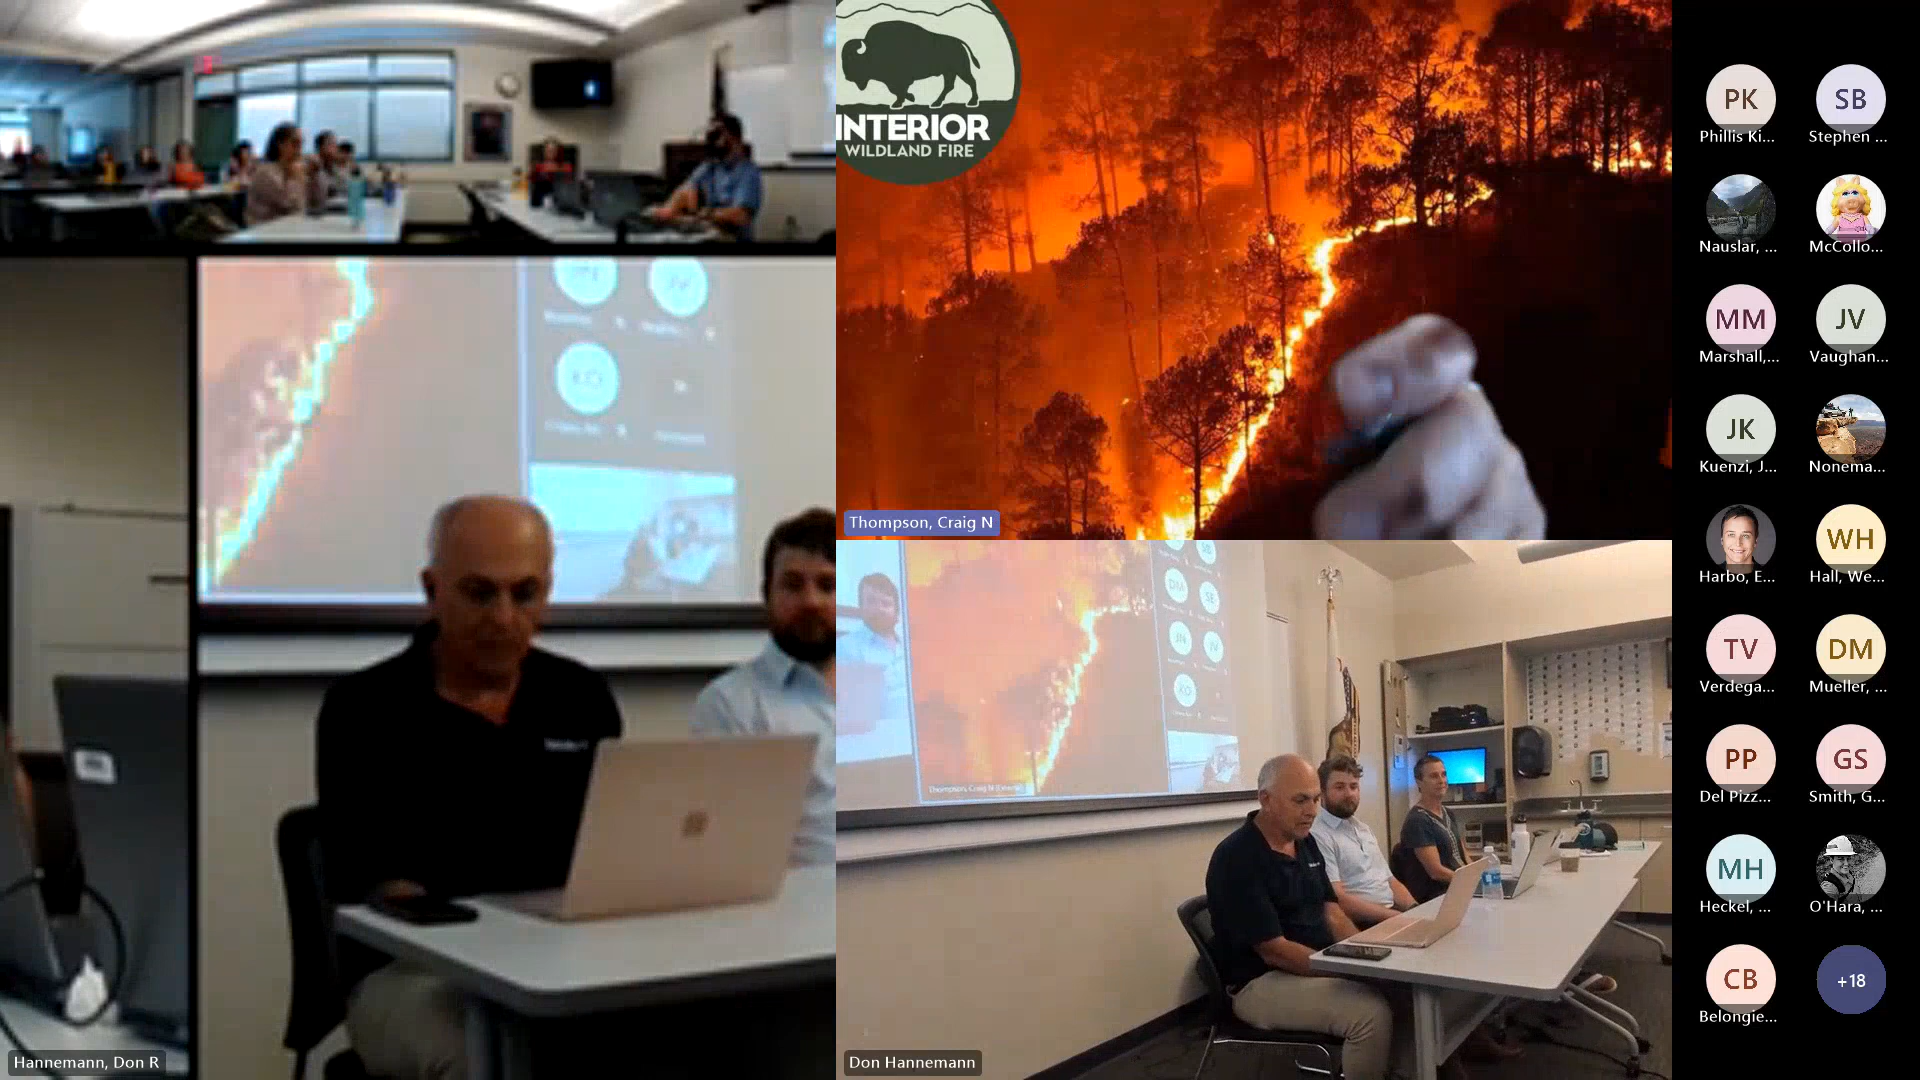 INTERIOR
WILDLAND FIRE
Thompson, Craig N
Hannemann, Don R
Don Hannemann
PK
Phillis Ki...
SB
Stephen ...
Nauslar, ...
McCollo...
MM
Marshall,...
JV
Vaughan...
JK
Kuenzi, J...
Nonema...
Harbo, E...
WH
Hall, We...
TV
Verdega...
DM
Mueller, ...
PP
Del Pizz...
GS
Smith, G...
MH
Heckel, ...
O'Hara, ...
CB
Belongie...
+18